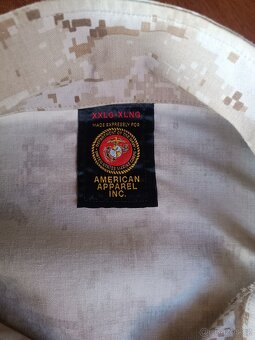 XXLG-XLNG
MADE EXPRESSLY FOR
AMERICAN
APPAREL
INC.